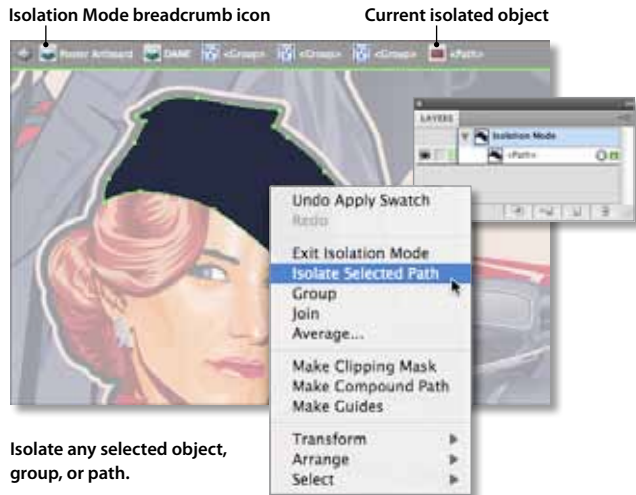 Isolation Mode breadcrumb icon
Current isolated object
Poster Artboard DANE <Group> <Group> <Group> <Path>
LAYERS
Isolation Mode
<Path>
Undo Apply Swatch
Redo
Exit Isolation Mode
Isolate Selected Path
Group
Join
Average...
Make Clipping Mask
Make Compound Path
Make Guides
Transform
Arrange
Select
Isolate any selected object,
group, or path.